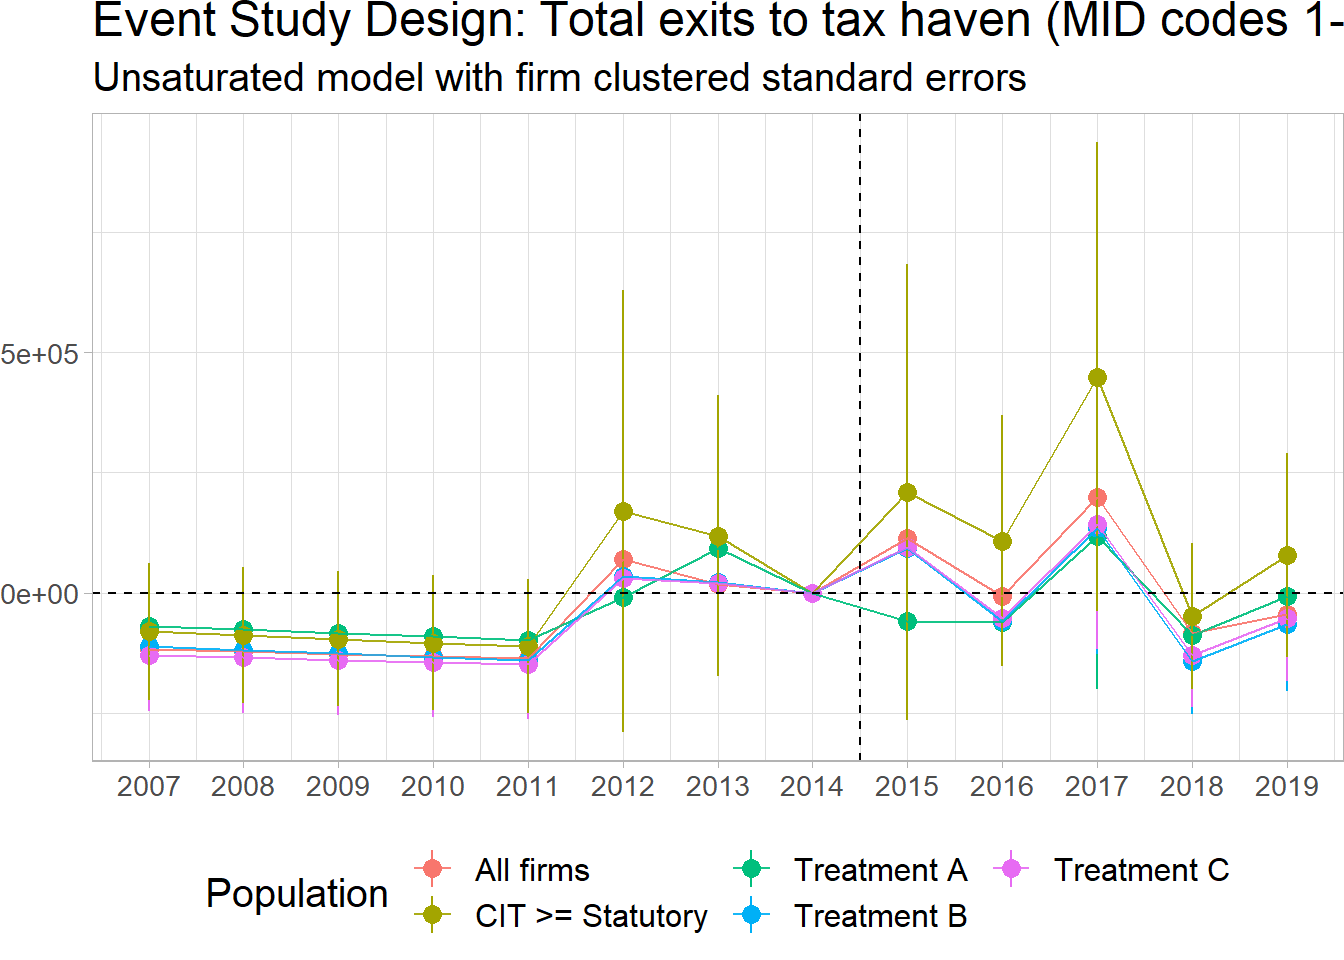 Event Study Design: Total exits to tax haven (MID codes 1-
Unsaturated model with firm clustered standard errors
5e+05
0e+00
2007 2008 2009 2010 2011 2012 2013 2014 2015 2016 2017 2018 2019
Population
All firms
CIT >= Statutory
Treatment A
Treatment B
Treatment C